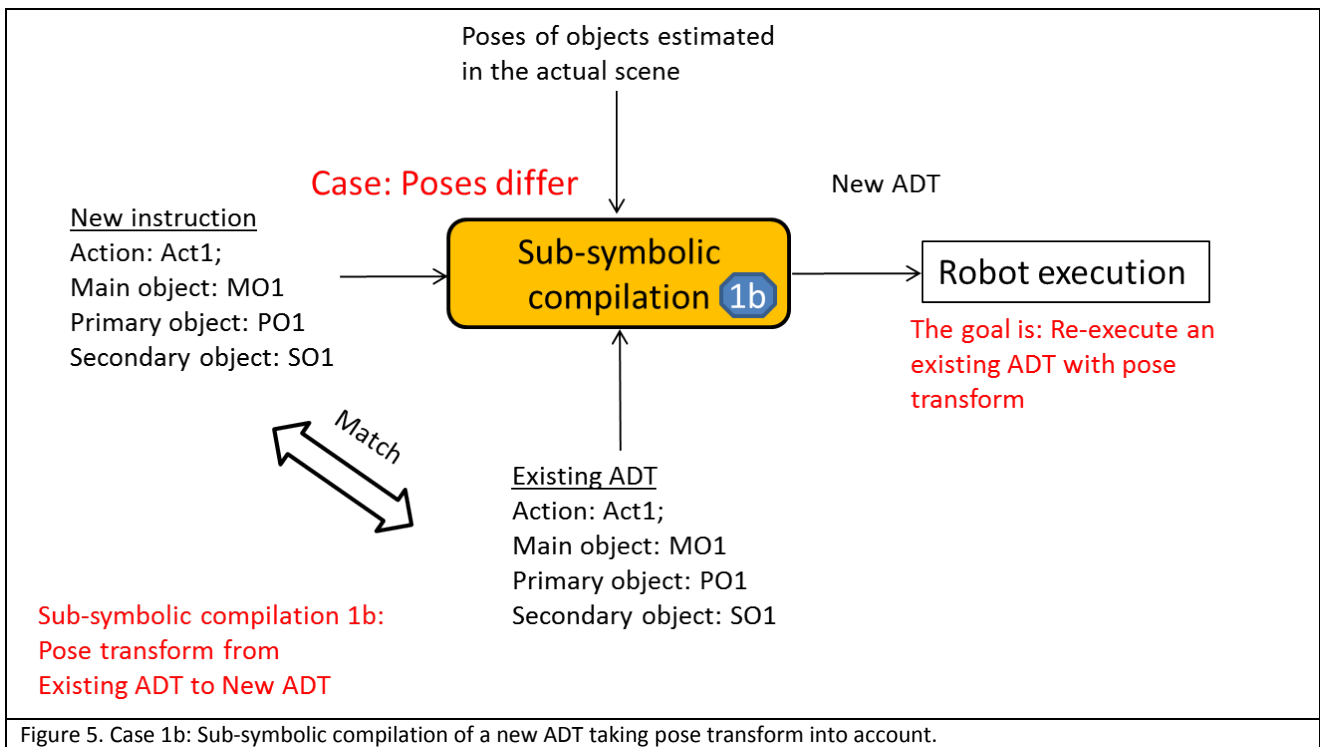 Poses of objects estimated
in the actual scene
Case: Poses differ
New ADT
New instruction
Action: Act1;
Main object: MO1
Primary object: PO1
Secondary object: SO1
Sub-symbolic
compilation 1b
Robot execution
The goal is: Re-execute an
existing ADT with pose
transform
Match
Existing ADT
Action: Act1;
Main object: MO1
Primary object: PO1
Secondary object: SO1
Sub-symbolic compilation 1b:
Pose transform from
Existing ADT to New ADT
Figure 5. Case 1b: Sub-symbolic compilation of a new ADT taking pose transform into account.